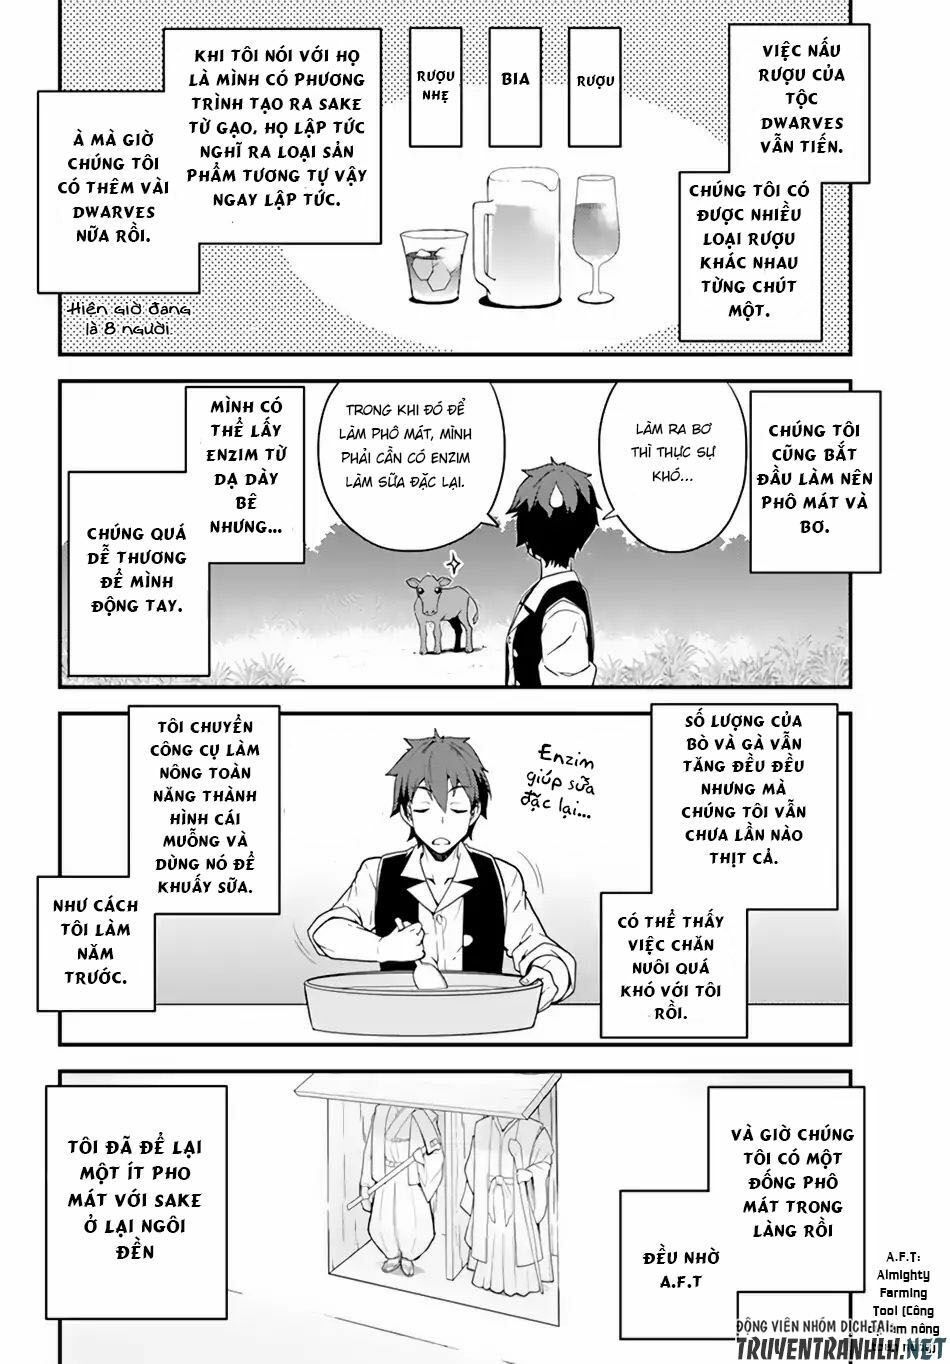 VIỆC NẤU
RƯỢU CỦA
TỘC
DWARVES
VẪN TIẾN.
CHÚNG TÔI CÓ
ĐƯỢC NHIỀU
LOẠI RƯỢU
KHÁC NHAU
TỪNG CHÚT
MỘT.
RƯỢU
BIA
RƯỢU
NHẸ
KHI TÔI NÓI VỚI HỌ
LÀ MÌNH CÓ PHƯƠNG
TRÌNH TẠO RA SAKE
TỪ GẠO, HỌ LẬP TỨC
NGHĨ RA LOẠI SẢN
PHẨM TƯƠNG TỰ VẬY
NGAY LẬP TỨC.
À MÀ GIỜ
CHÚNG TÔI
CÓ THÊM VÀI
DWARVES
NỮA RỒI.
Hiện giờ đang
là 8 người.
CHÚNG TÔI
CŨNG BẮT
ĐẦU LÀM NÊN
PHÔ MÁT VÀ
BƠ.
LÀM RA BƠ
THÌ THỰC SỰ
KHÓ...
TRONG KHI ĐÓ ĐỂ
LÀM PHÔ MÁT, MÌNH
PHẢI CẦN CÓ ENZIM
LÀM SỮA ĐẶC LẠI.
MÌNH CÓ
THỂ LẤY
ENZIM TỪ
DẠ DÀY
BÊ
NHƯNG...
CHÚNG QUÁ
DỄ THƯƠNG
ĐỂ MÌNH
ĐỘNG TAY.
SỐ LƯỢNG CỦA
BÒ VÀ GÀ VẪN
TĂNG ĐỀU ĐỀU
NHƯNG MÀ
CHÚNG TÔI VẪN
CHƯA LẦN NÀO
THỊT CẢ.
CÓ THỂ THẤY
VIỆC CHĂN
NUÔI QUÁ
KHÓ VỚI TÔI
RỒI.
Enzim
giúp sữa
đặc lại...
TÔI CHUYỂN
CÔNG CỤ LÀM
NÔNG TOÀN
NĂNG THÀNH
HÌNH CÁI
MUỖNG VÀ
DÙNG NÓ ĐỂ
KHUẤY SỮA.
NHƯ CÁCH
TÔI LÀM
NĂM
TRƯỚC.
VÀ GIỜ CHÚNG
TÔI CÓ MỘT
ĐỐNG PHÔ
MÁT TRONG
LÀNG RỒI
ĐỀU NHỜ
A.F.T
A.F.T:
Almighty
Farming
Tool (Công
nông
TÔI ĐÃ ĐỂ LẠI
MỘT ÍT PHO
MÁT VỚI SAKE
Ở LẠI NGÔI
ĐỀN
ĐỘNG VIÊN NHÓM DỊCH TẠI:
TRUYENTRANHLH.NET